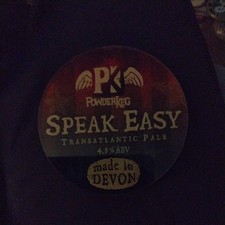 PK
POWDERKEG
SPEAK EASY
TRANSATLANTIC PALE
4.3% ABV
made in
DEVON